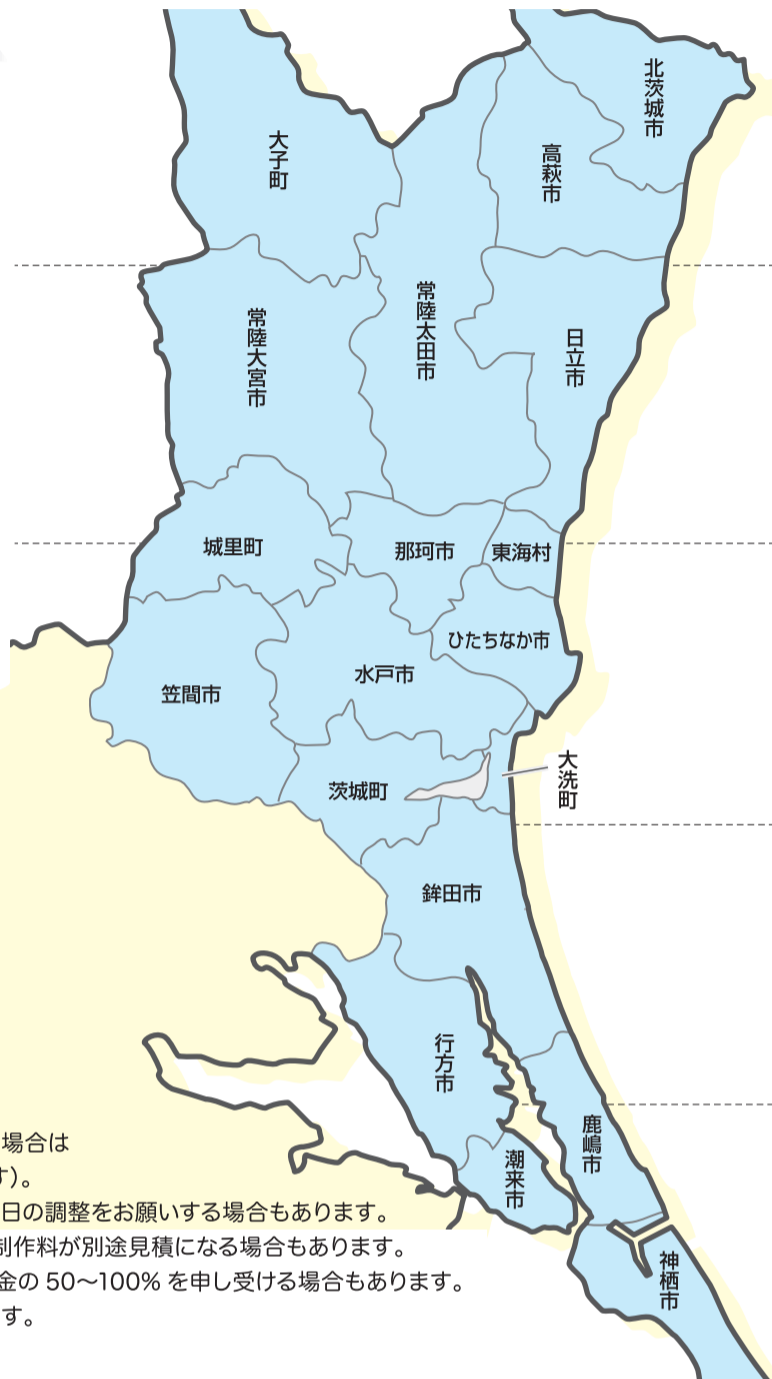 北茨城市
大子町
高萩市
常陸太田市
常陸大宮市
日立市
城里町
那珂市
東海村
ひたちなか市
水戸市
笠間市
大洗町
茨城町
鉾田市
行方市
鹿嶋市
潮来市
神栖市
場合は
す)。
日の調整をお願いする場合もあります。
制作料が別途見積になる場合もあります。
金の 50〜100% を申し受ける場合もあります。
す。